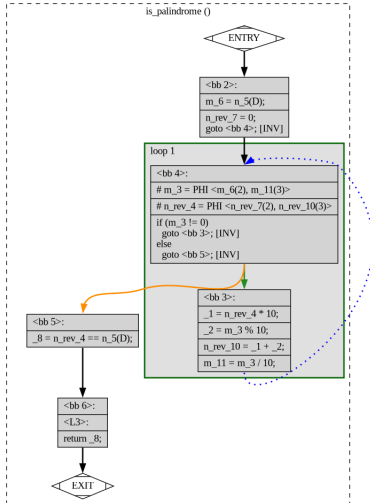 is_palindrome ()
ENTRY
<bb 2>:
m_6 = n_5(D);
n_rev_7 = 0;
goto <bb 4>; [INV]
loop 1
<bb 4>:
# m_3 = PHI <m_6(2), m_11(3)>
# n_rev_4 = PHI <n_rev_7(2), n_rev_10(3)>
if (m_3 != 0)
goto <bb 3>; [INV]
else
goto <bb 5>; [INV]
<bb 3>:
_1 = n_rev_4 * 10;
_2 = m_3 % 10;
n_rev_10 = _1 + _2;
m_11 = m_3 / 10;
<bb 5>:
_8 = n_rev_4 == n_5(D);
<bb 6>:
<L3>:
return _8;
EXIT